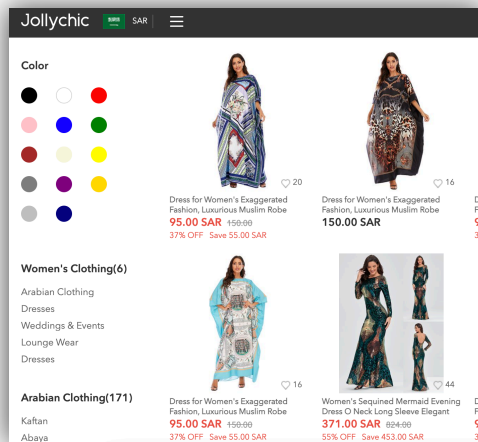 Jollychic SAR
Color
20
16
Dress for Women's Exaggerated
Fashion, Luxurious Muslim Robe
95.00 SAR 150.00
37% OFF Save 55.00 SAR
Dress for Women's Exaggerated
Fashion, Luxurious Muslim Robe
150.00 SAR
Women's Clothing(6)
Arabian Clothing
Dresses
Weddings & Events
Lounge Wear
Dresses
16
44
Arabian Clothing(171)
Kaftan
Abaya
Dress for Women's Exaggerated
Fashion, Luxurious Muslim Robe
95.00 SAR 150.00
37% OFF Save 55.00 SAR
Women's Sequined Mermaid Evening
Dress O Neck Long Sleeve Elegant
371.00 SAR 824.00
55% OFF Save 453.00 SAR